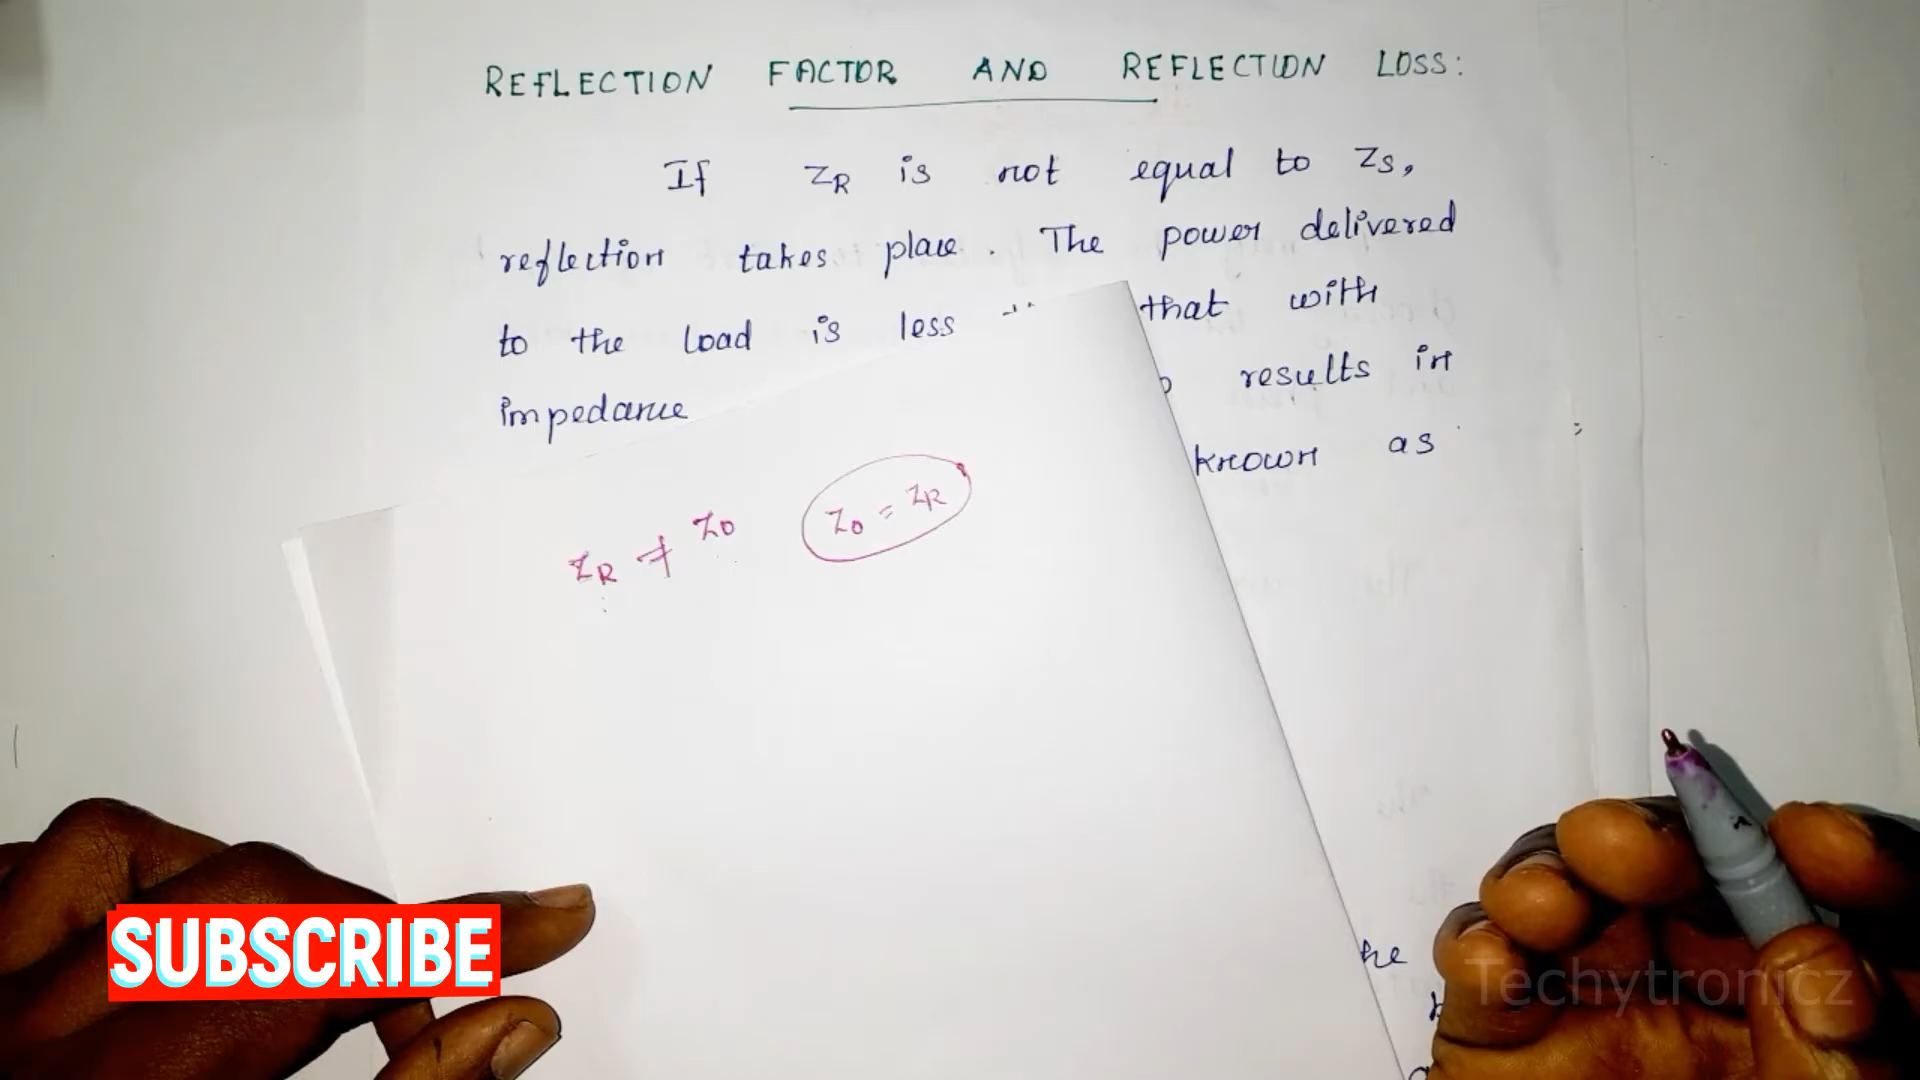 REFLECTION FACTOR AND REFLECTION LOSS:
If ZR is not equal to ZS,
reflection takes place. The power delivered
to the load is less that with
impedance results in
known as
ZR ≠ Z0 Z0 = ZR
he
SUBSCRIBE
Techytronicz